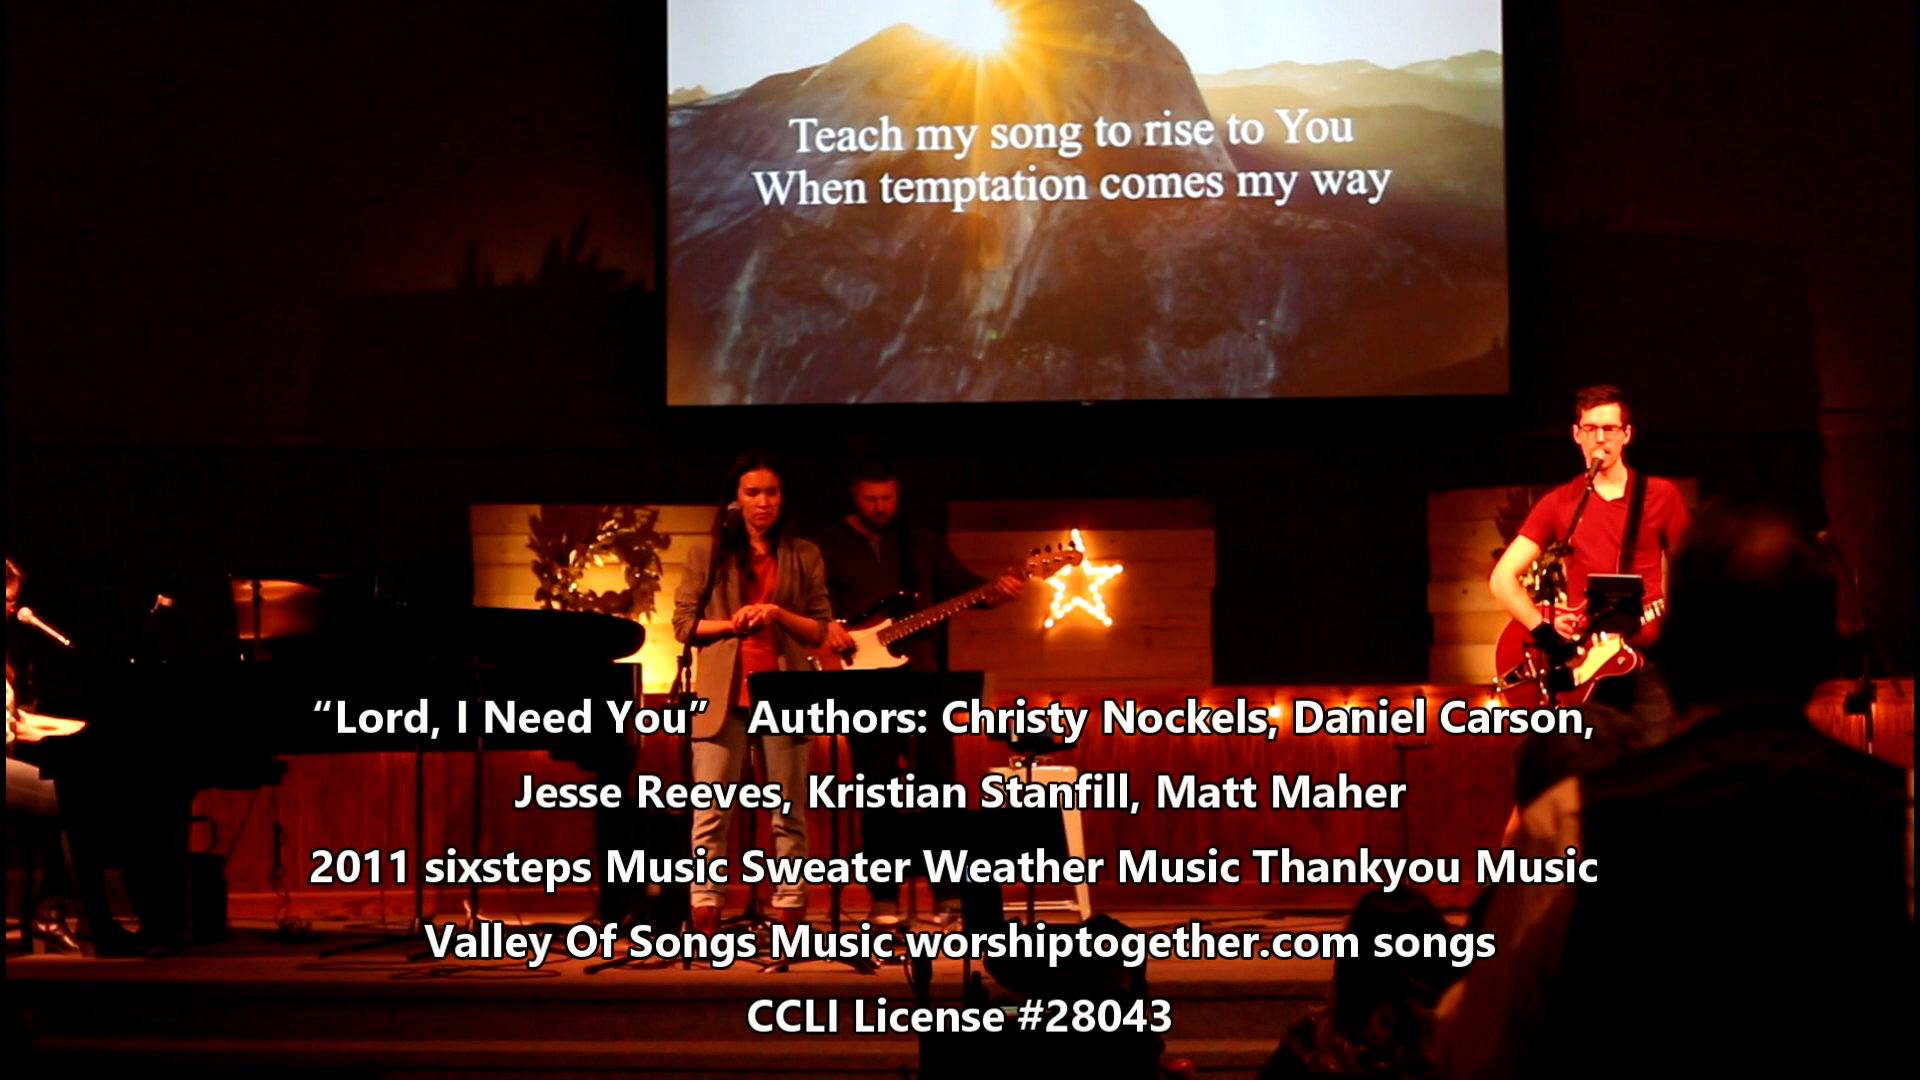 Teach my song to rise to You
When temptation comes my way
“Lord, I Need You”   Authors: Christy Nockels, Daniel Carson,
Jesse Reeves, Kristian Stanfill, Matt Maher
2011 sixsteps Music Sweater Weather Music Thankyou Music
Valley Of Songs Music worshiptogether.com songs
CCLI License #28043